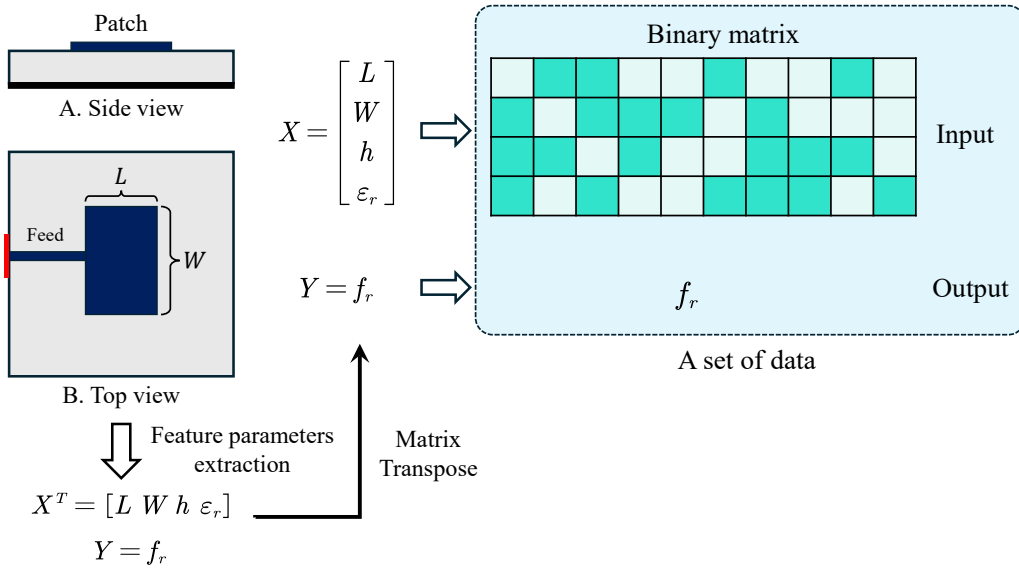 Patch
A. Side view
L
Feed
W
B. Top view
Feature parameters
extraction
X^T = [L W h ε_r]
Y = f_r
Matrix
Transpose
X = [L
W
h
ε_r]
Y = f_r
Binary matrix
Input
f_r
Output
A set of data